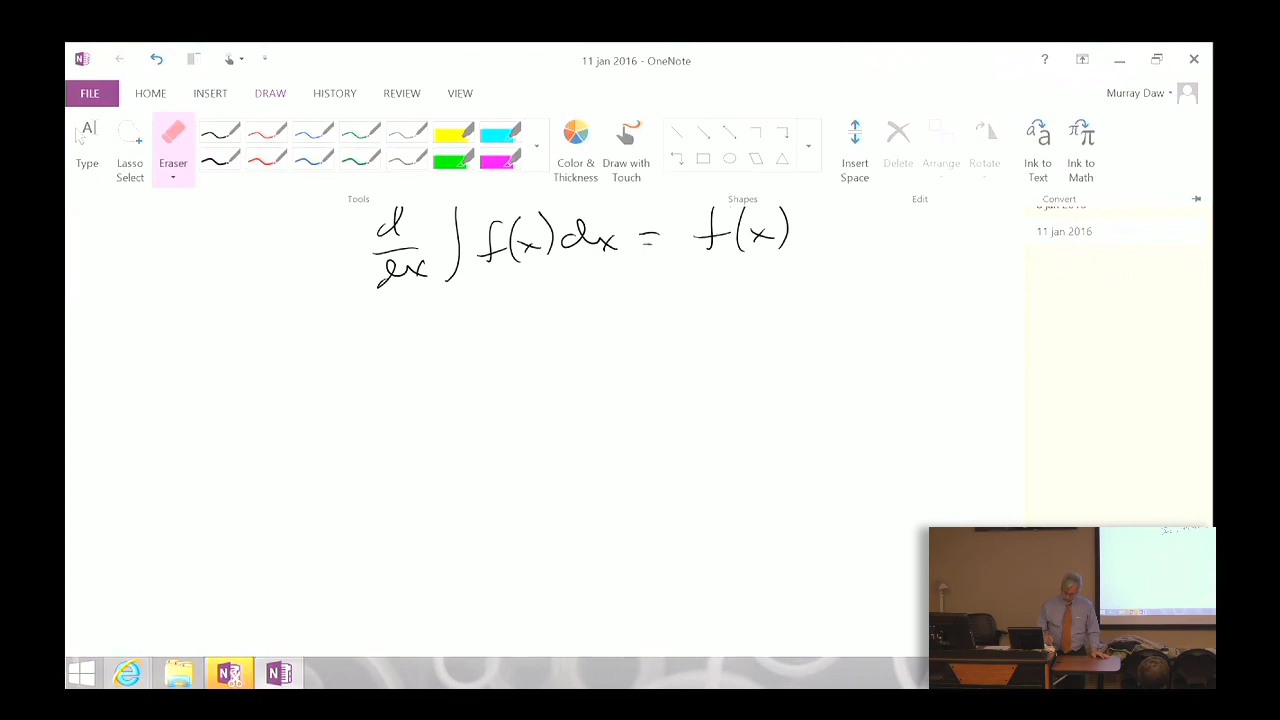 11 jan 2016 - OneNote
?
FILE HOME INSERT DRAW HISTORY REVIEW VIEW
Murray Daw
Type
Lasso Select
Eraser
Color & Thickness
Draw with Touch
Insert Space
Delete
Arrange
Rotate
Ink to Text
Ink to Math
Tools Shapes Edit Convert
d/dx ∫ f(x) dx = f(x)
11 jan 2016